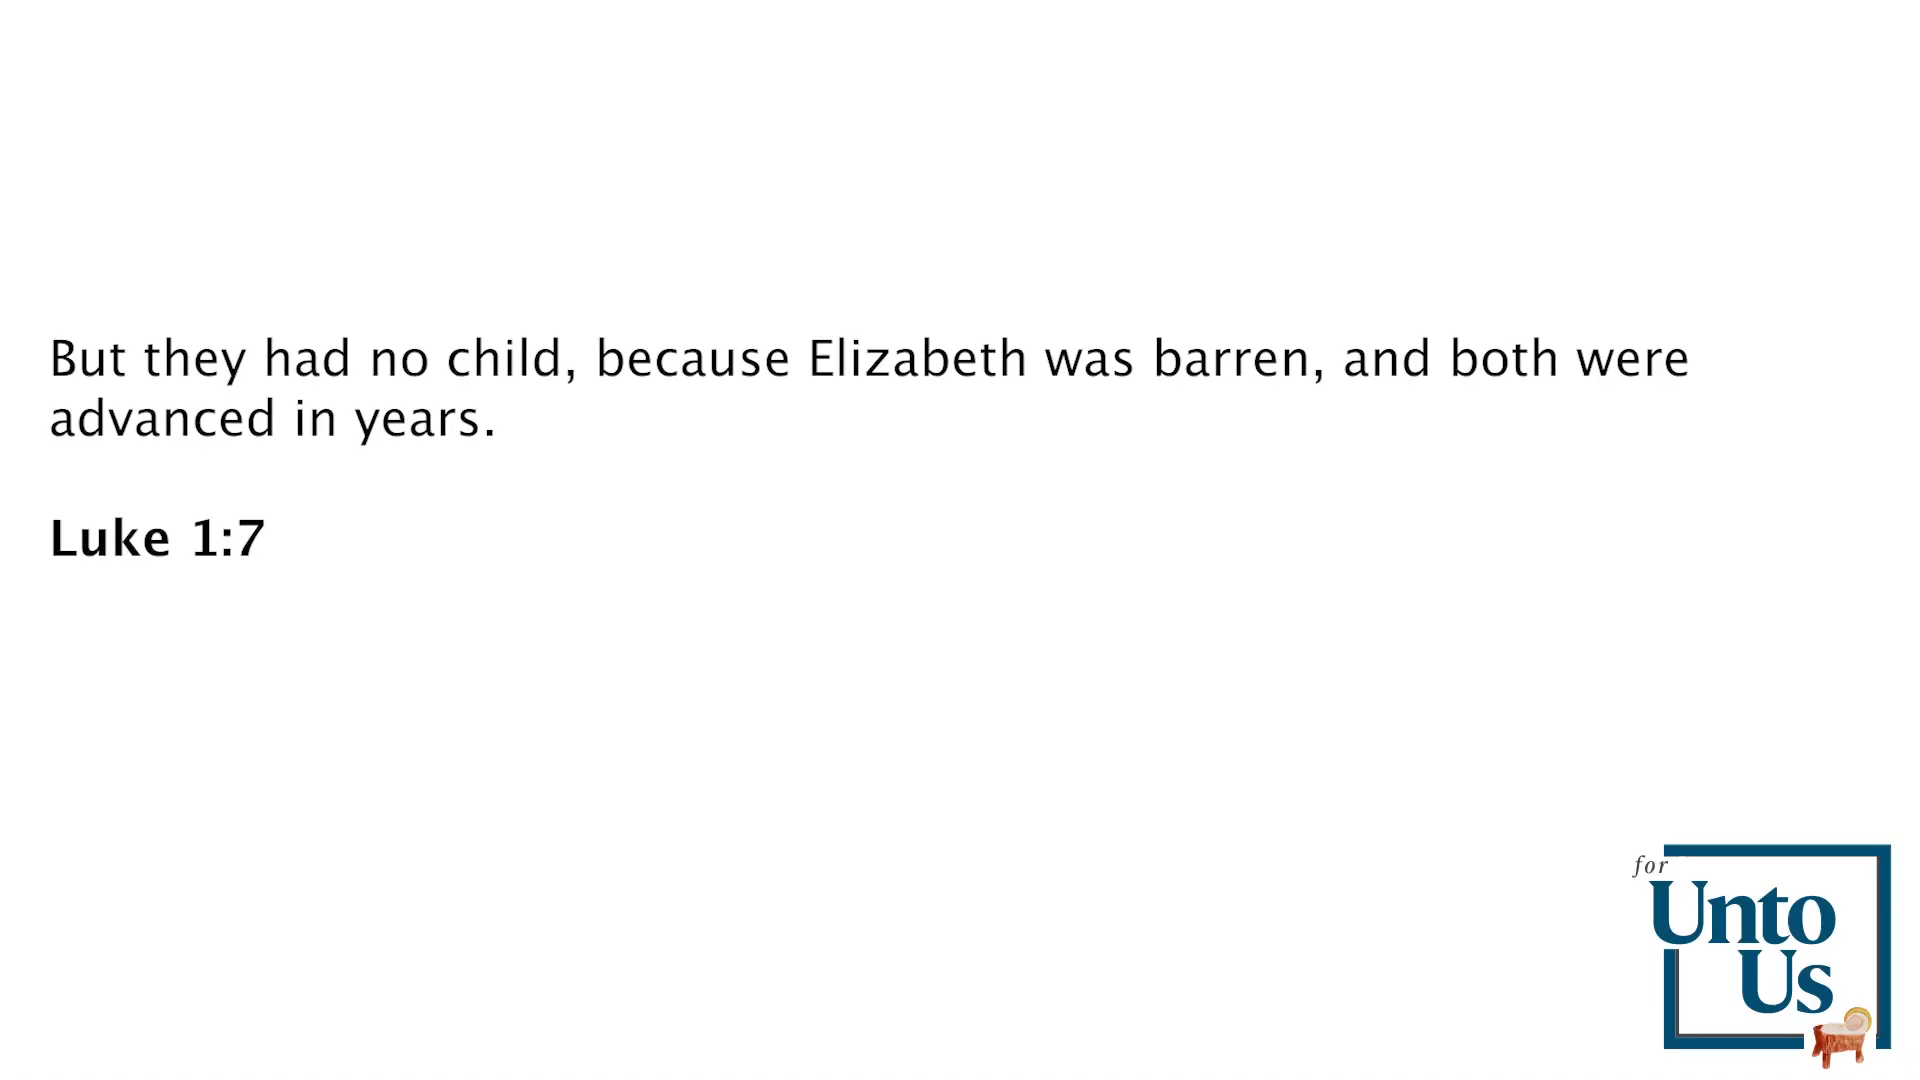 But they had no child, because Elizabeth was barren, and both were
advanced in years.
Luke 1:7
for
Unto
Us